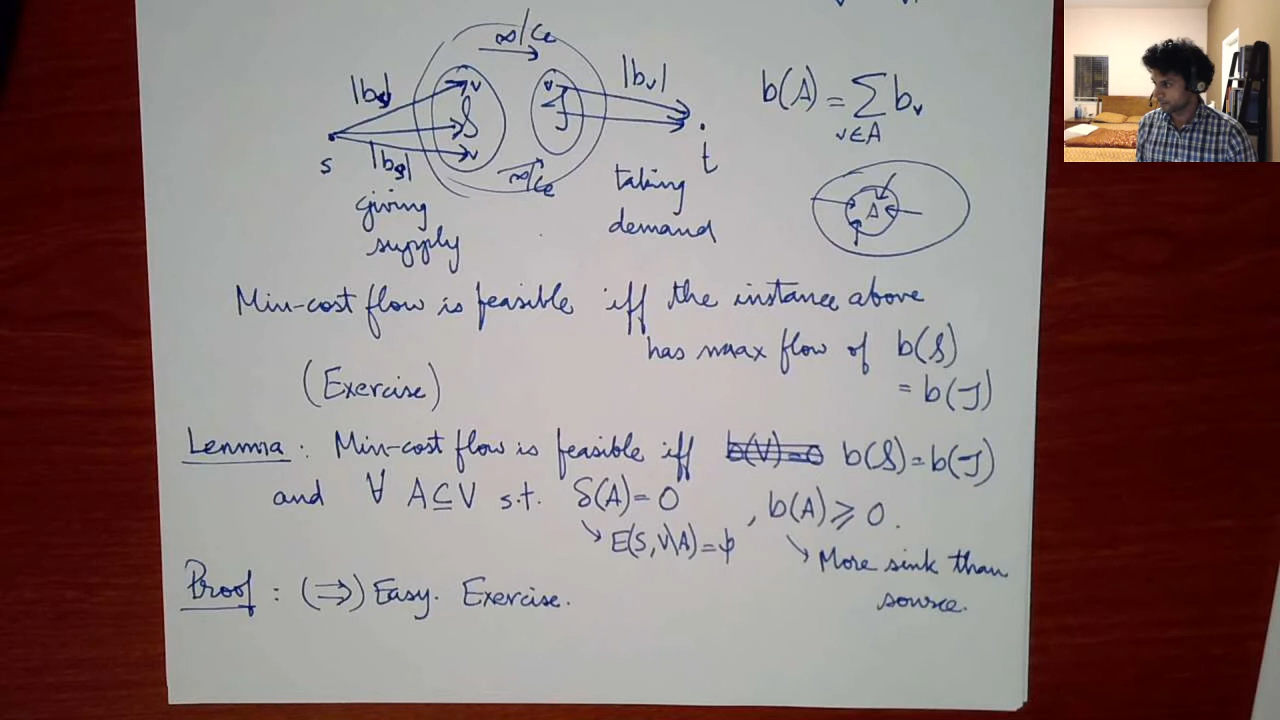 ∞/Ce
|bᵥ|
|bᵥ|
b(A) = Σ bᵥ
v∈A
v
S
v
v
T
s
|bₛ|
∞/Ce
t
A
giving
supply
taking
demand
Min-cost flow is feasible iff the instance above
has max flow of b(S)
= b(T)
(Exercise)
Lemma: Min-cost flow is feasible iff b(V)=0 b(S) = b(T)
and ∀ A⊆V s.t. δ(A)=0, b(A) ≥ 0.
↘ E(S,V\A)=φ
↘ More sink than
source.
Proof: (⇒) Easy. Exercise.